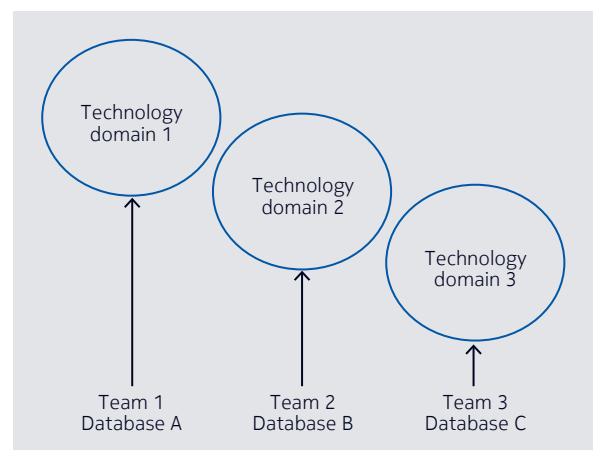 Technology
domain 1
Technology
domain 2
Technology
domain 3
Team 1
Database A
Team 2
Database B
Team 3
Database C